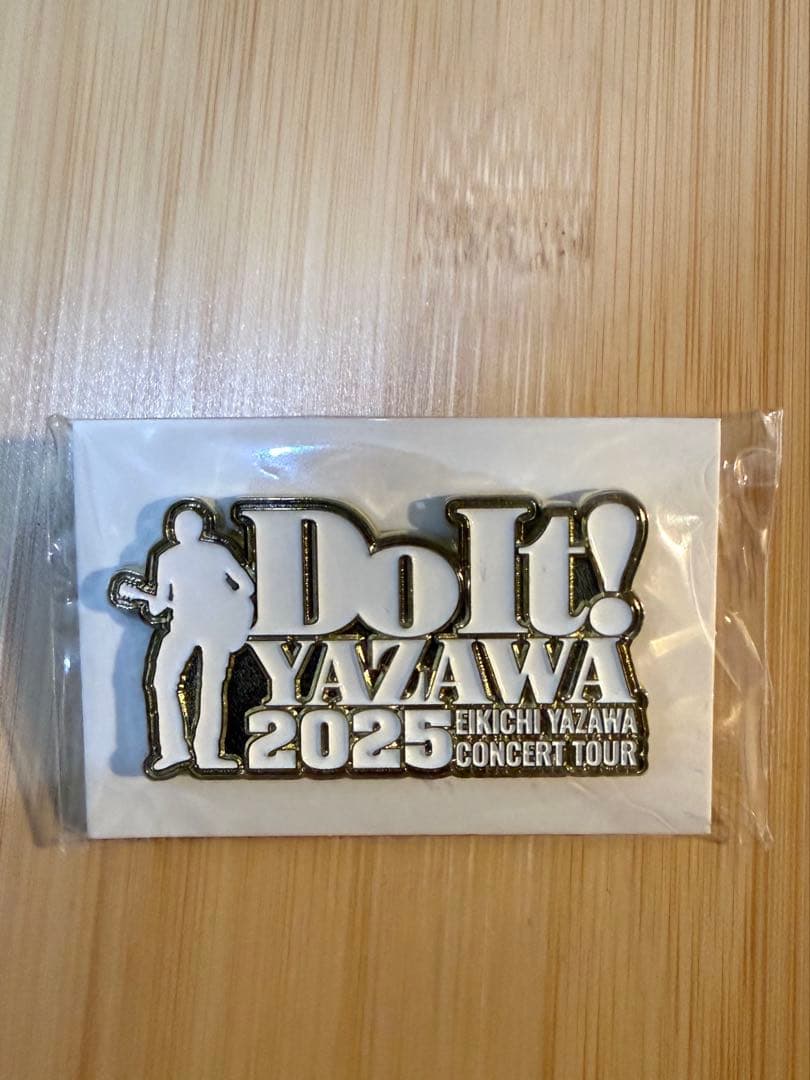 Do It!
YAZAWA
2025
EIKICHI YAZAWA
CONCERT TOUR